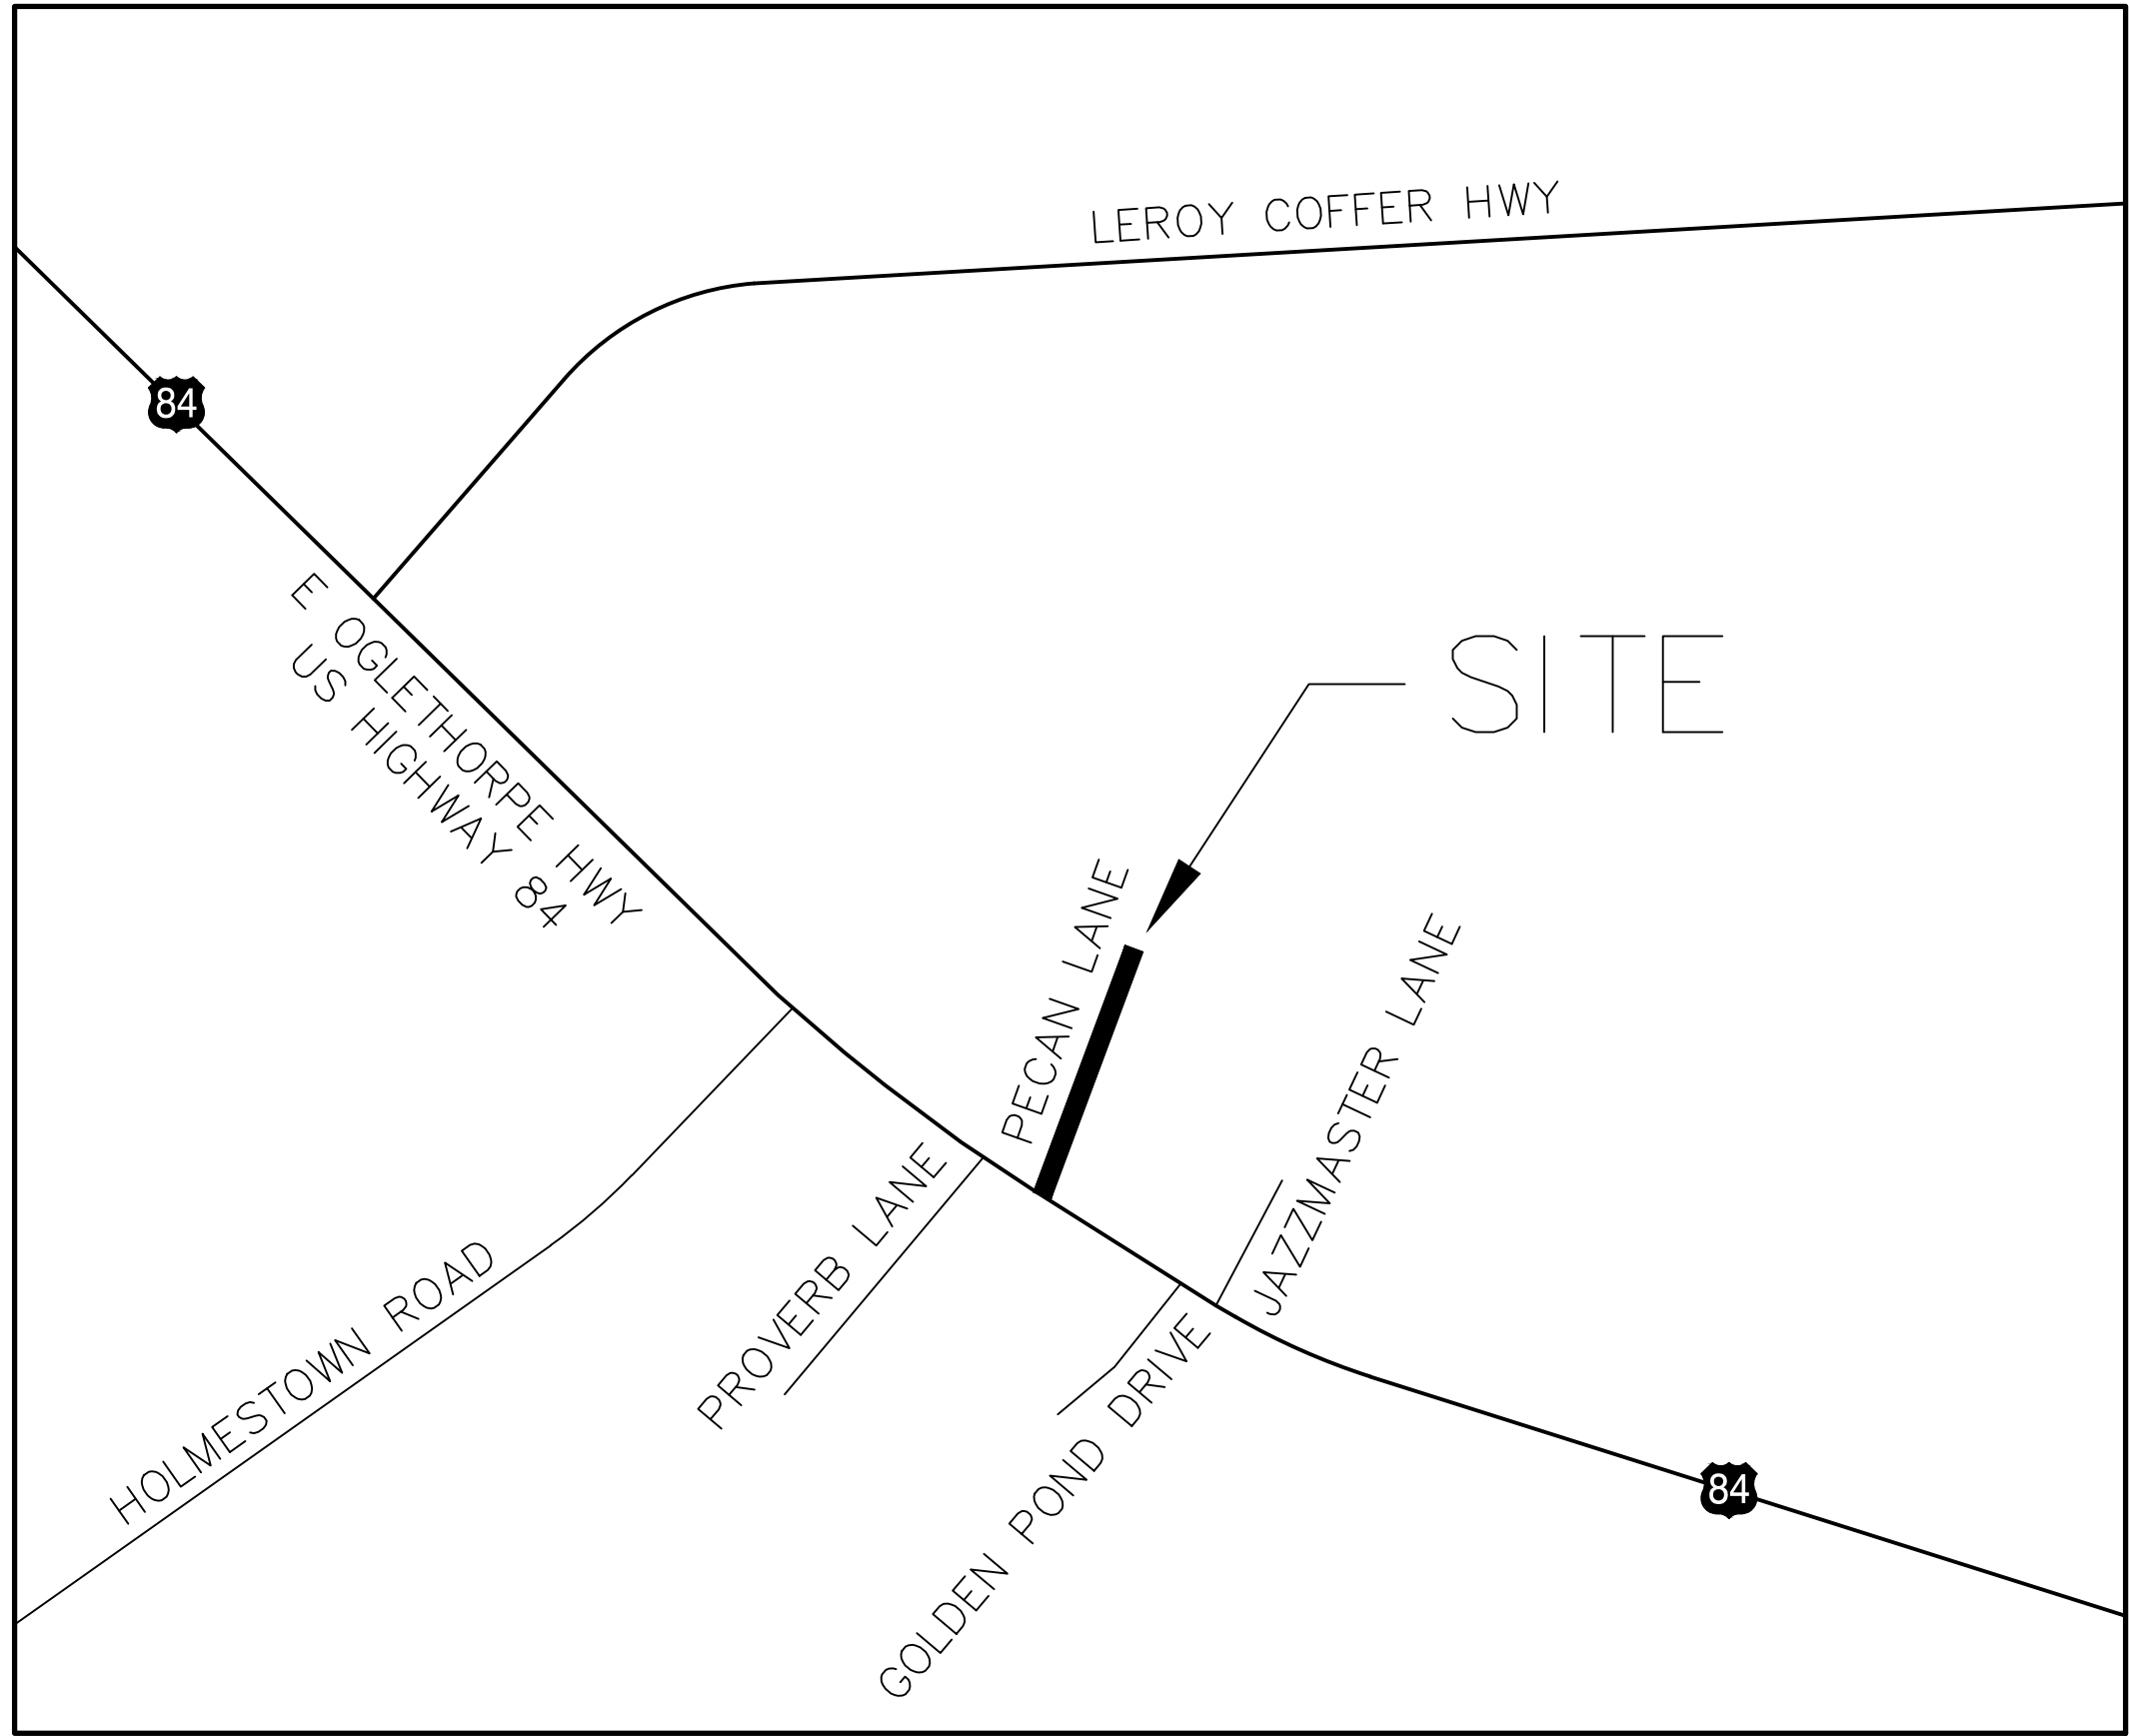 LEROY COFFER HWY
84
E OGLETHORPE HWY
US HIGHWAY 84
SITE
PECAN LANE
JAZZMASTER LANE
PROVERB LANE
HOLMESTOWN ROAD
GOLDEN POND DRIVE
84